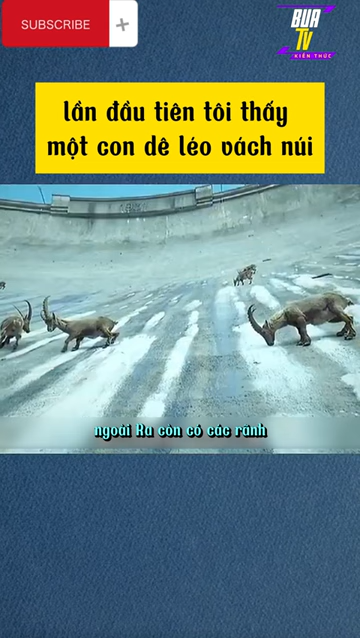 SUBSCRIBE
BUA
TV
KIẾN THỨC
lần đầu tiên tôi thấy
một con dê léo vách núi
ngoài Ra còn có các rãnh